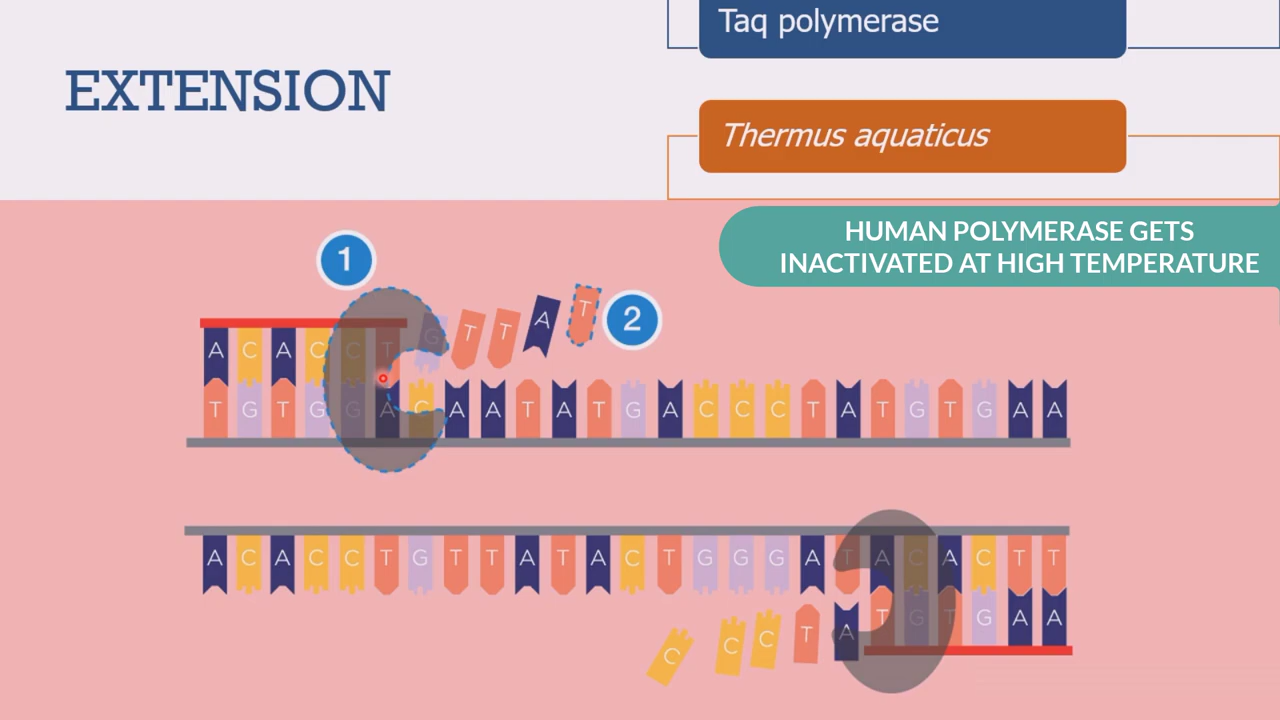 Taq polymerase
EXTENSION
Thermus aquaticus
HUMAN POLYMERASE GETS
INACTIVATED AT HIGH TEMPERATURE
1
2
G T T A T
A C A C C T
T G T G G A C A A T A T G A C C C T A T G T G A A
A C A C C T G T T A T A C T G G G A T A C A C T T
C C C T A T G T G A A